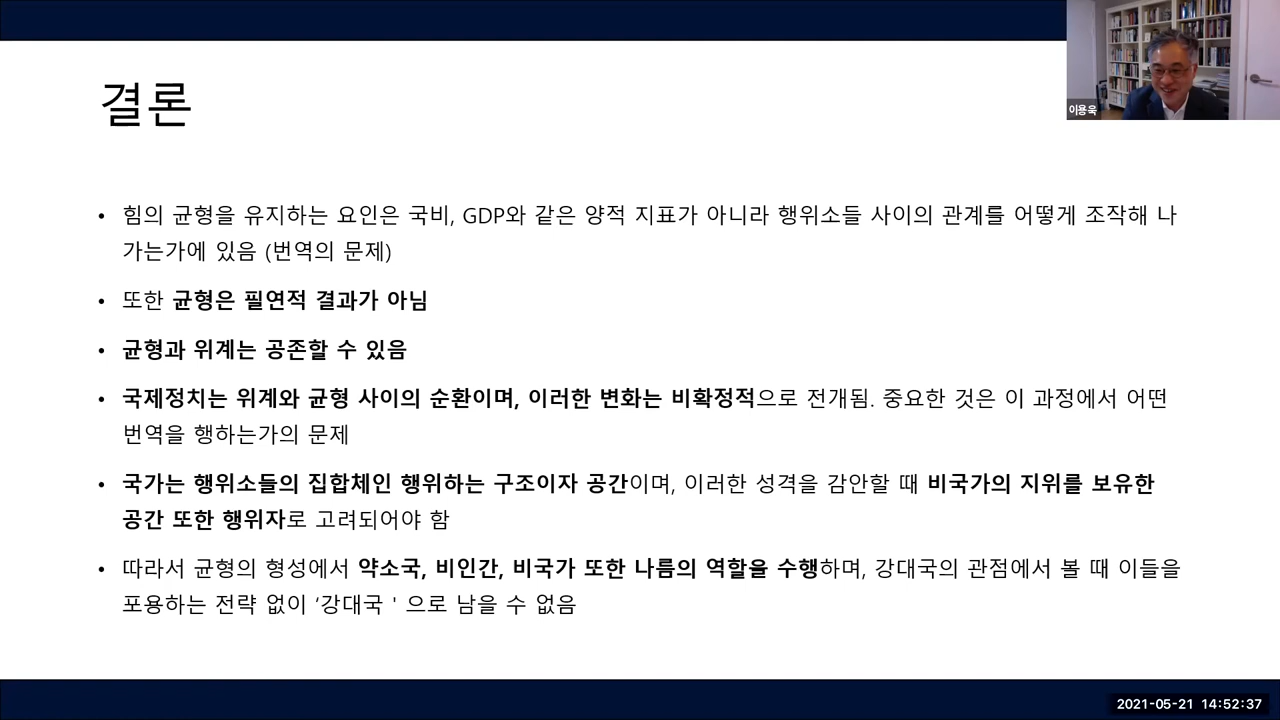 결론
이용욱
• 힘의 균형을 유지하는 요인은 국비, GDP와 같은 양적 지표가 아니라 행위소들 사이의 관계를 어떻게 조작해 나
가는가에 있음 (번역의 문제)
• 또한 균형은 필연적 결과가 아님
• 균형과 위계는 공존할 수 있음
• 국제정치는 위계와 균형 사이의 순환이며, 이러한 변화는 비확정적으로 전개됨. 중요한 것은 이 과정에서 어떤
번역을 행하는가의 문제
• 국가는 행위소들의 집합체인 행위하는 구조이자 공간이며, 이러한 성격을 감안할 때 비국가의 지위를 보유한
공간 또한 행위자로 고려되어야 함
• 따라서 균형의 형성에서 약소국, 비인간, 비국가 또한 나름의 역할을 수행하며, 강대국의 관점에서 볼 때 이들을
포용하는 전략 없이 ‘강대국 ' 으로 남을 수 없음
2021-05-21 14:52:37